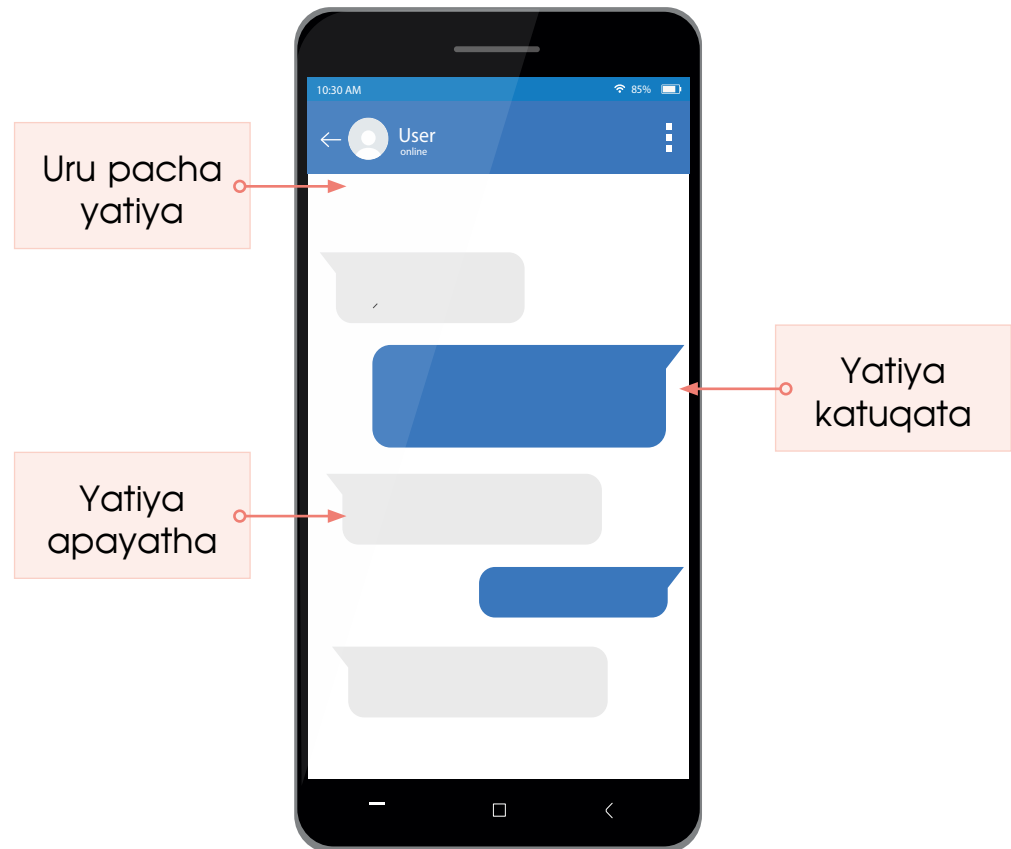 10:30 AM 85%
User
online
Uru pacha
yatiya
Yatiya
katuqata
Yatiya
apayatha